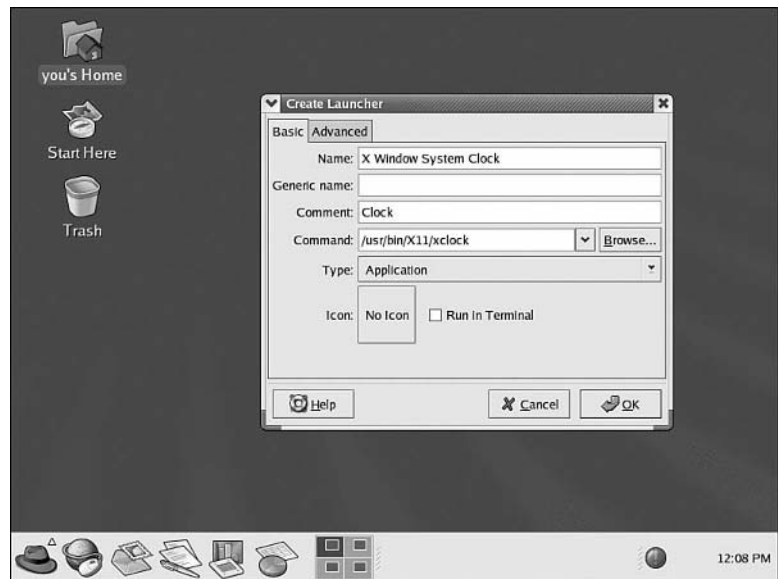 you's Home
Start Here
Trash
Create Launcher
Basic Advanced
Name: X Window System Clock
Generic name:
Comment: Clock
Command: /usr/bin/X11/xclock Browse...
Type: Application
Icon: No Icon Run in Terminal
Help Cancel OK
12:08 PM